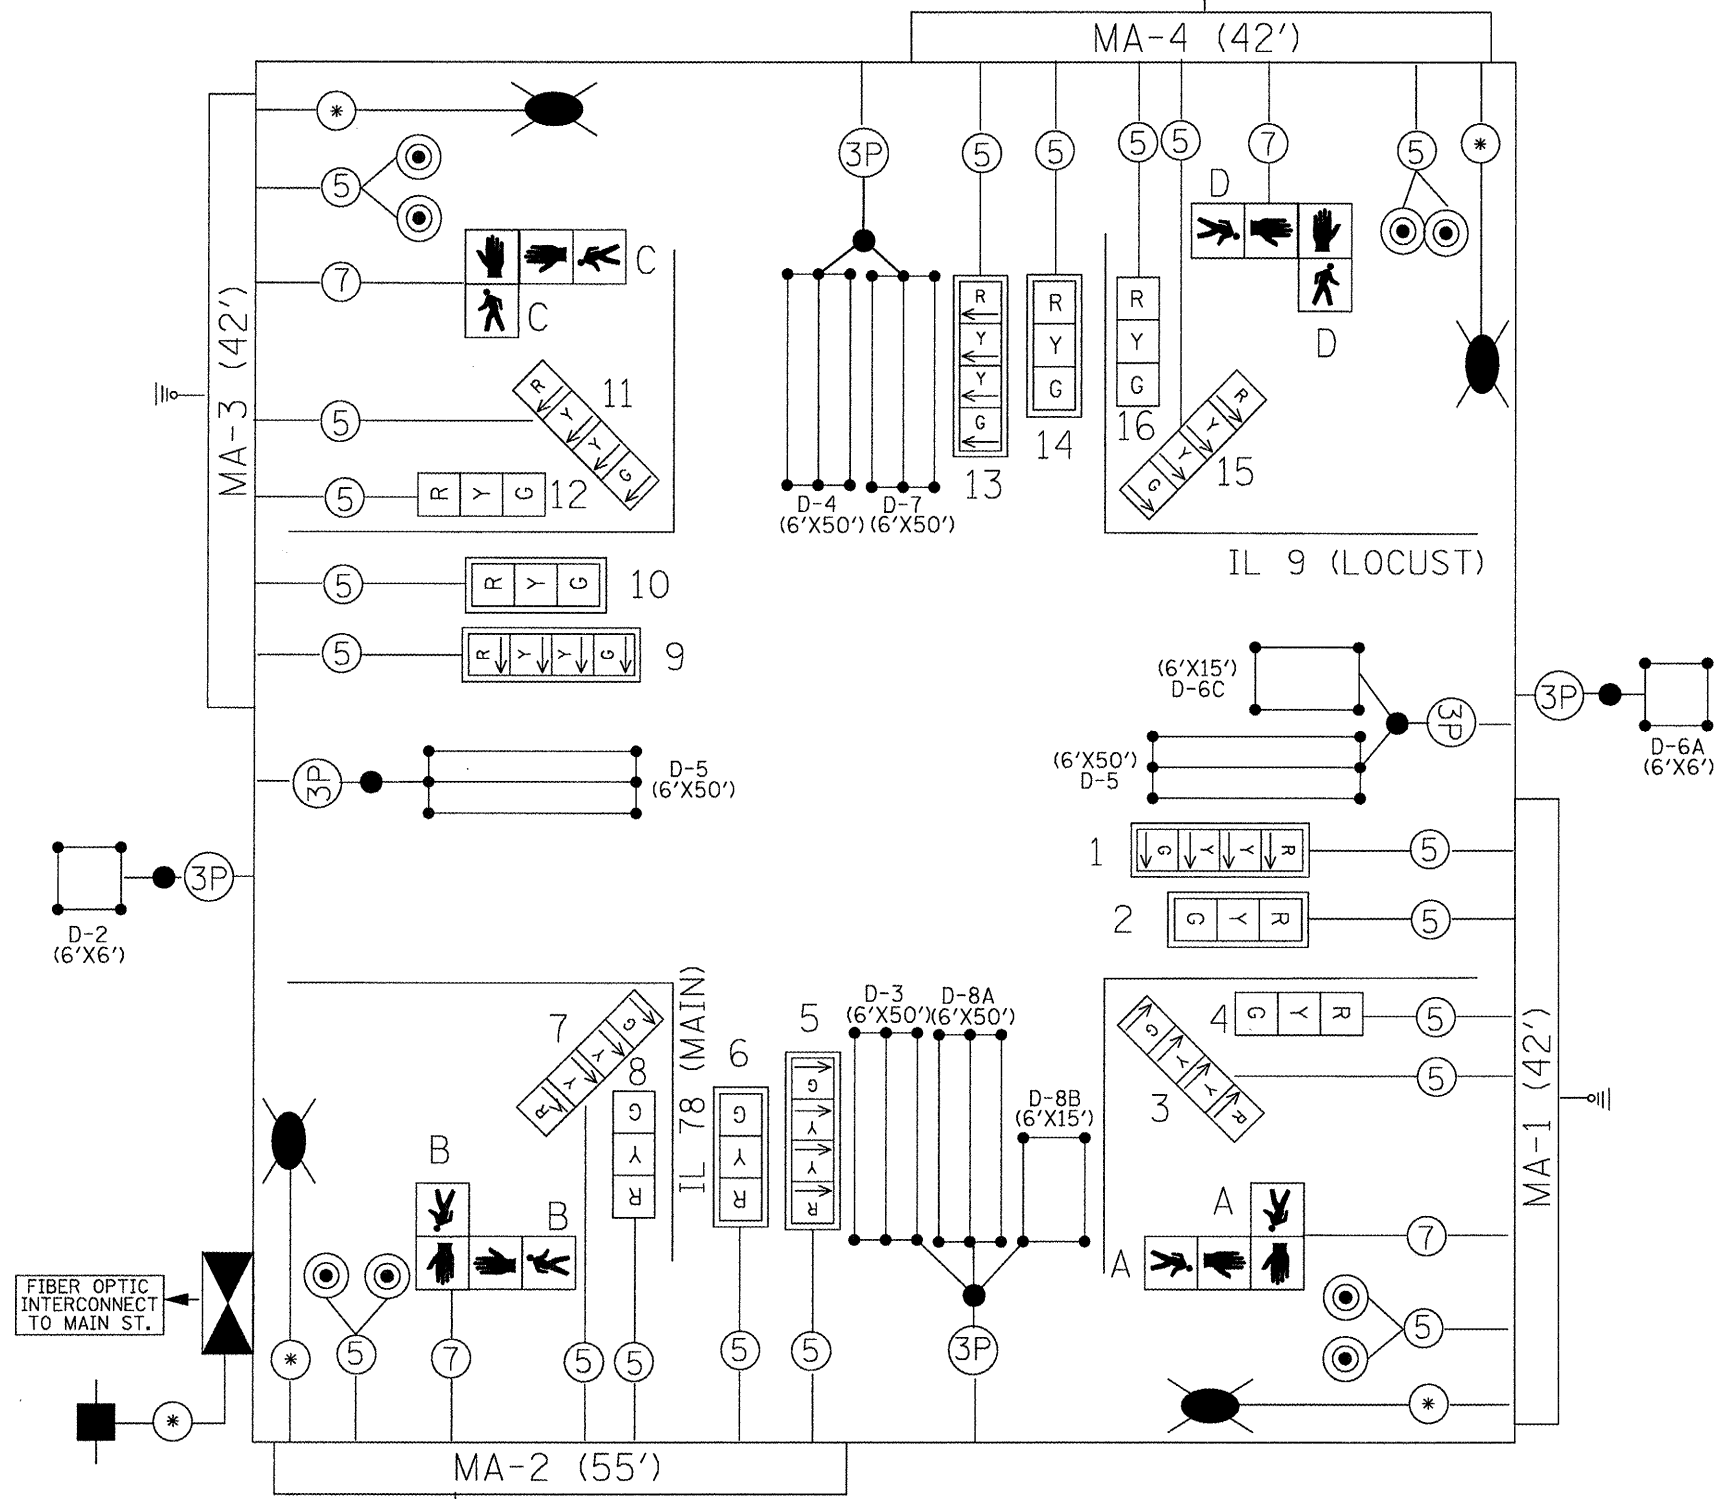 MA-4 (42')
*
5
7
C
C
MA-3 (42')
5
R Y Y G
11
5
R Y G
12
5
R Y G
10
5
R Y Y G
9
3P
D-5
(6'X50')
3P
D-2
(6'X6')
3P
D-4
(6'X50')
D-7
(6'X50')
5
R
Y
Y
G
13
5
R
Y
G
14
5
R
Y
G
16
5
R
Y
Y
G
15
7
D
D
5
*
IL 9 (LOCUST)
(6'X15')
D-6C
3P
(6'X50')
D-5
3P
D-6A
(6'X6')
1
G Y Y R
5
2
G Y R
5
4
G Y R
5
3
G Y Y R
5
MA-1 (42')
A
A
7
5
*
D-3
(6'X50')
D-8A
(6'X50')
D-8B
(6'X15')
3P
5
G
Y
Y
R
5
6
G
Y
R
5
IL 78 (MAIN)
7
G
Y
Y
R
5
8
G
Y
R
5
B
B
7
5
*
FIBER OPTIC
INTERCONNECT
TO MAIN ST.
*
MA-2 (55')